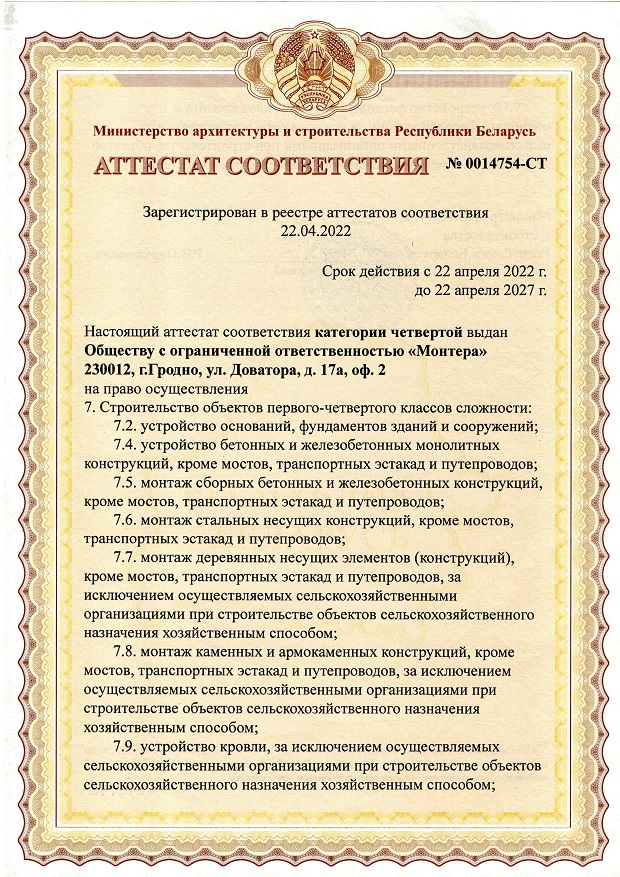 РЭСПУБЛІКА
БЕЛАРУСЬ
Министерство архитектуры и строительства Республики Беларусь
АТТЕСТАТ СООТВЕТСТВИЯ № 0014754-СТ
Зарегистрирован в реестре аттестатов соответствия
22.04.2022
Срок действия с 22 апреля 2022 г.
до 22 апреля 2027 г.
Настоящий аттестат соответствия категории четвертой выдан
Обществу с ограниченной ответственностью «Монтера»
230012, г.Гродно, ул. Доватора, д. 17а, оф. 2
на право осуществления
7. Строительство объектов первого-четвертого классов сложности:
7.2. устройство оснований, фундаментов зданий и сооружений;
7.4. устройство бетонных и железобетонных монолитных
конструкций, кроме мостов, транспортных эстакад и путепроводов;
7.5. монтаж сборных бетонных и железобетонных конструкций,
кроме мостов, транспортных эстакад и путепроводов;
7.6. монтаж стальных несущих конструкций, кроме мостов,
транспортных эстакад и путепроводов;
7.7. монтаж деревянных несущих элементов (конструкций),
кроме мостов, транспортных эстакад и путепроводов, за
исключением осуществляемых сельскохозяйственными
организациями при строительстве объектов сельскохозяйственного
назначения хозяйственным способом;
7.8. монтаж каменных и армокаменных конструкций, кроме
мостов, транспортных эстакад и путепроводов, за исключением
осуществляемых сельскохозяйственными организациями при
строительстве объектов сельскохозяйственного назначения
хозяйственным способом;
7.9. устройство кровли, за исключением осуществляемых
сельскохозяйственными организациями при строительстве объектов
сельскохозяйственного назначения хозяйственным способом;